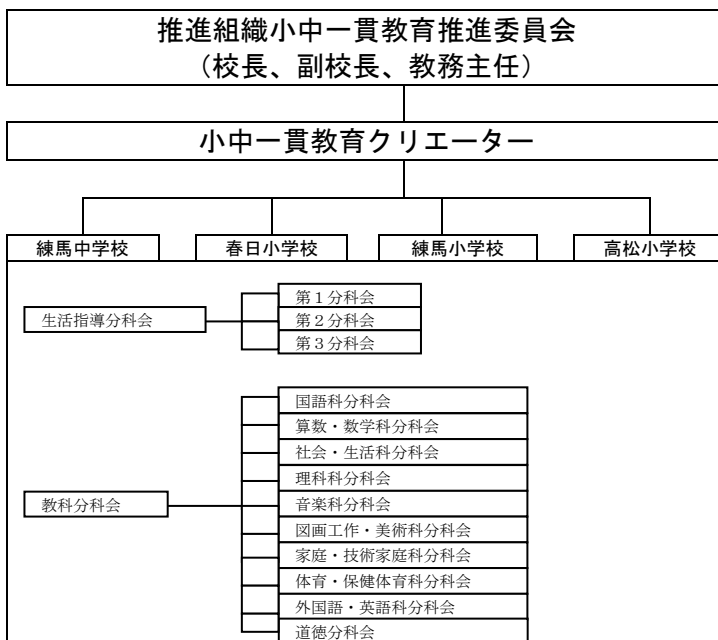 推進組織小中一貫教育推進委員会
（校長、副校長、教務主任）
小中一貫教育クリエーター
練馬中学校
春日小学校
練馬小学校
高松小学校
生活指導分科会
第１分科会
第２分科会
第３分科会
教科分科会
国語科分科会
算数・数学科分科会
社会・生活科分科会
理科科分科会
音楽科分科会
図画工作・美術科分科会
家庭・技術家庭科分科会
体育・保健体育科分科会
外国語・英語科分科会
道徳分科会